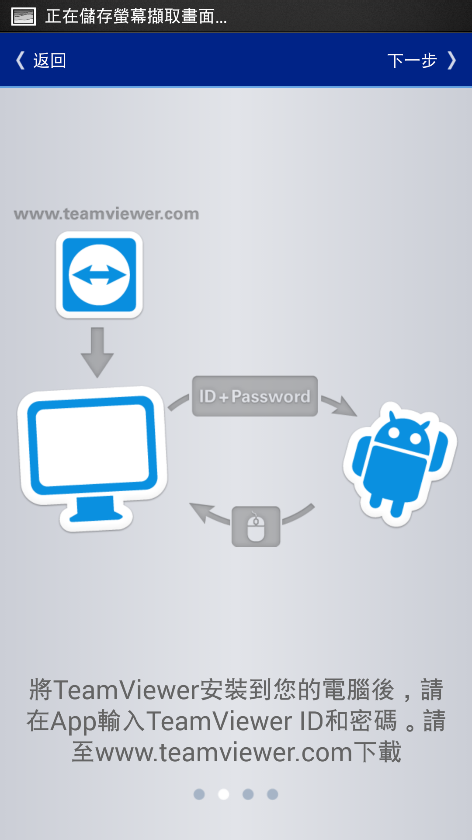 正在儲存螢幕擷取畫面...
返回
下一步
www.teamviewer.com
ID+Password
將TeamViewer安裝到您的電腦後，請
在App輸入TeamViewer ID和密碼。請
至www.teamviewer.com下載